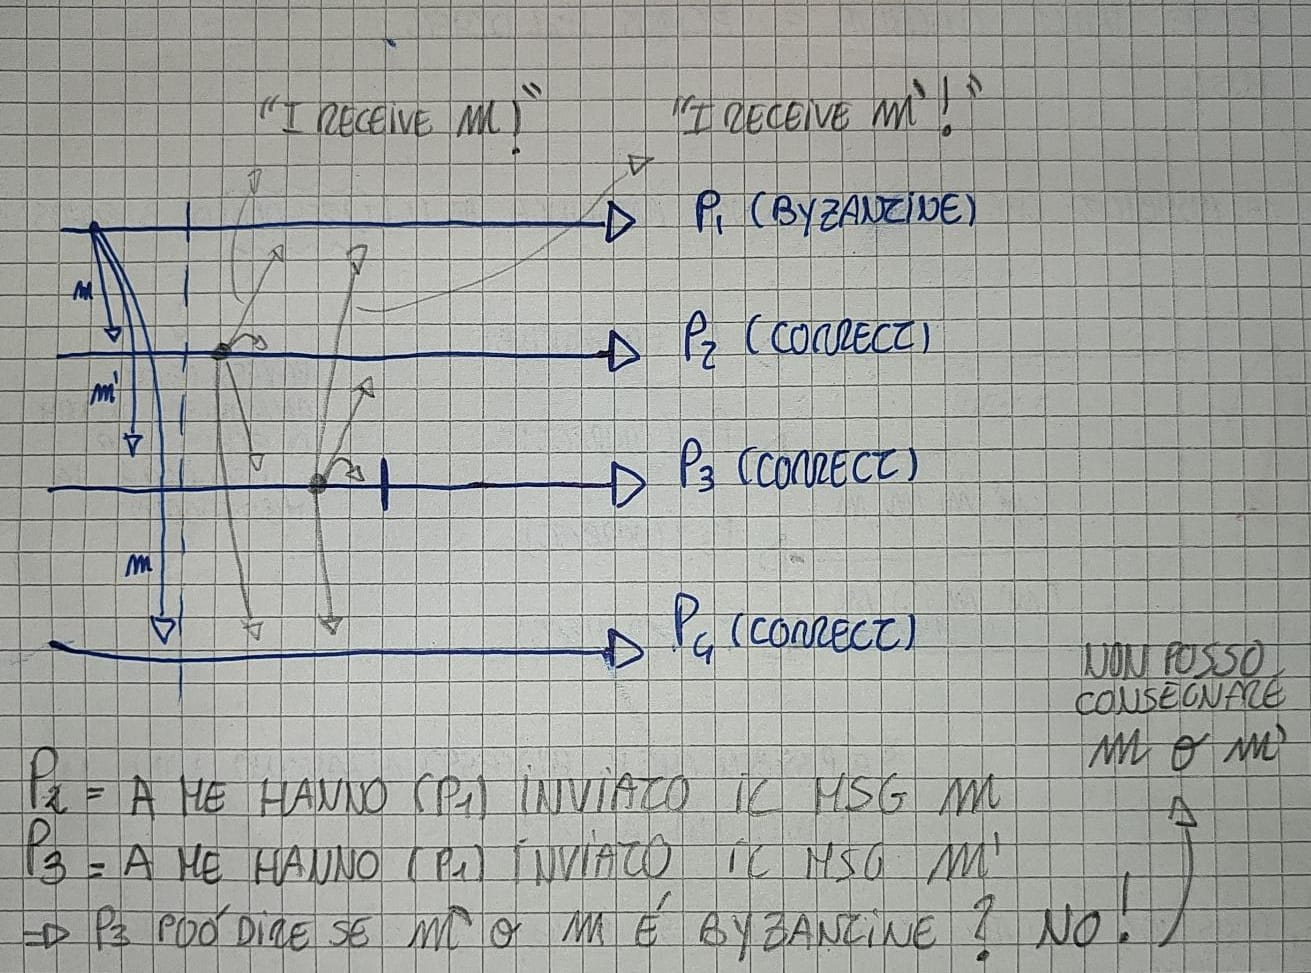 "I RECEIVE m!"
"I RECEIVE m'!"
P1 (BYZANTINE)
m
P2 (CORRECT)
m'
P3 (CORRECT)
m
P4 (CORRECT)
NON POSSO
CONSEGNARE
m o m'
P2 = A ME HANNO (P1) INVIATO IL MSG m
P3 = A ME HANNO (P1) INVIATO IL MSG m'
⇒ P3 PUÓ DIRE SE m' o m É BYZANTINE? NO!